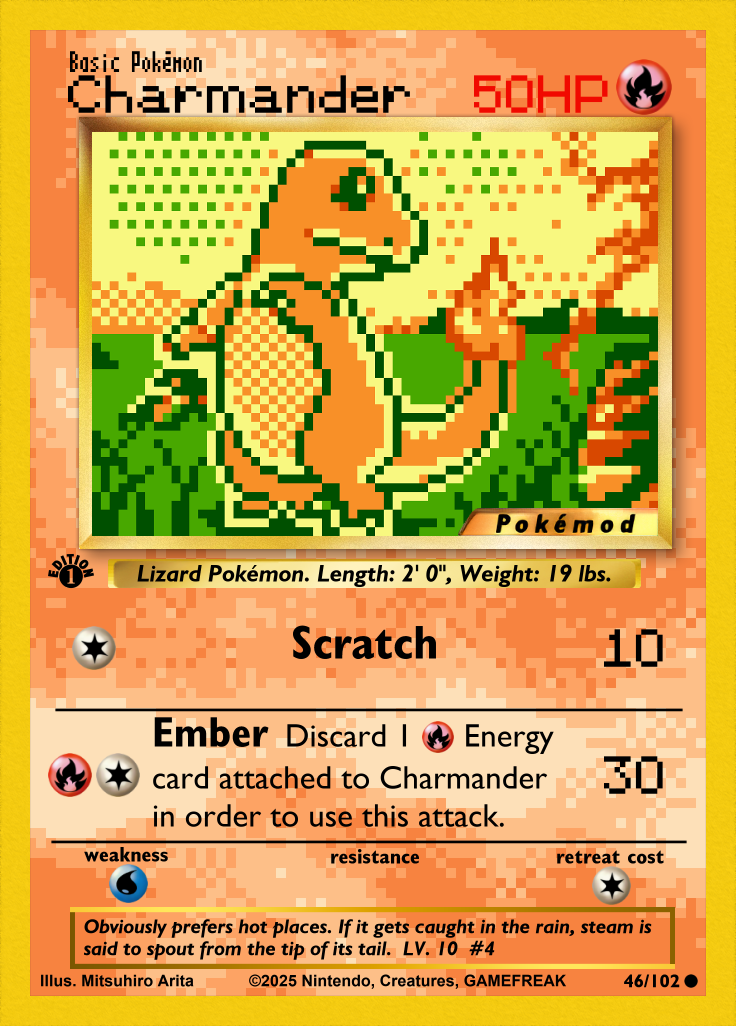 Basic Pokémon
Charmander 50HP
Pokémod
EDITION 1
Lizard Pokémon. Length: 2' 0", Weight: 19 lbs.
Scratch 10
Ember Discard 1 Energy
card attached to Charmander
in order to use this attack.
30
weakness resistance retreat cost
Obviously prefers hot places. If it gets caught in the rain, steam is
said to spout from the tip of its tail. LV. 10 #4
Illus. Mitsuhiro Arita ©2025 Nintendo, Creatures, GAMEFREAK 46/102